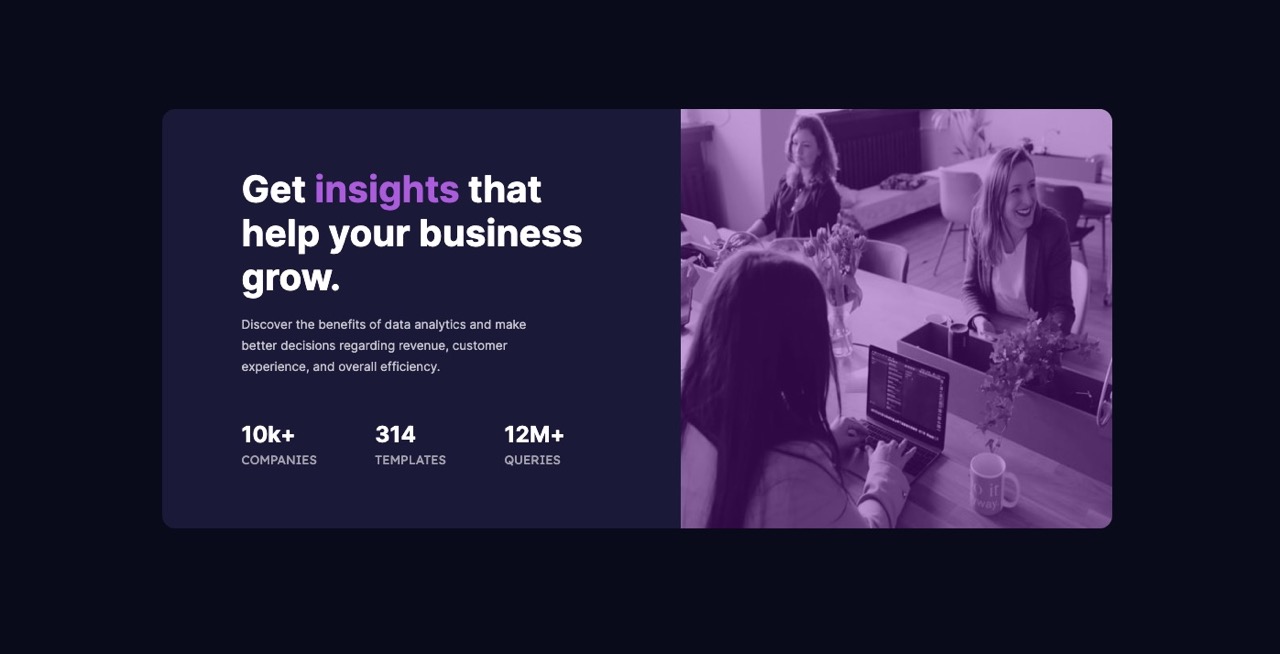 Get insights that
help your business
grow.
Discover the benefits of data analytics and make
better decisions regarding revenue, customer
experience, and overall efficiency.
10k+ 314 12M+
COMPANIES TEMPLATES QUERIES